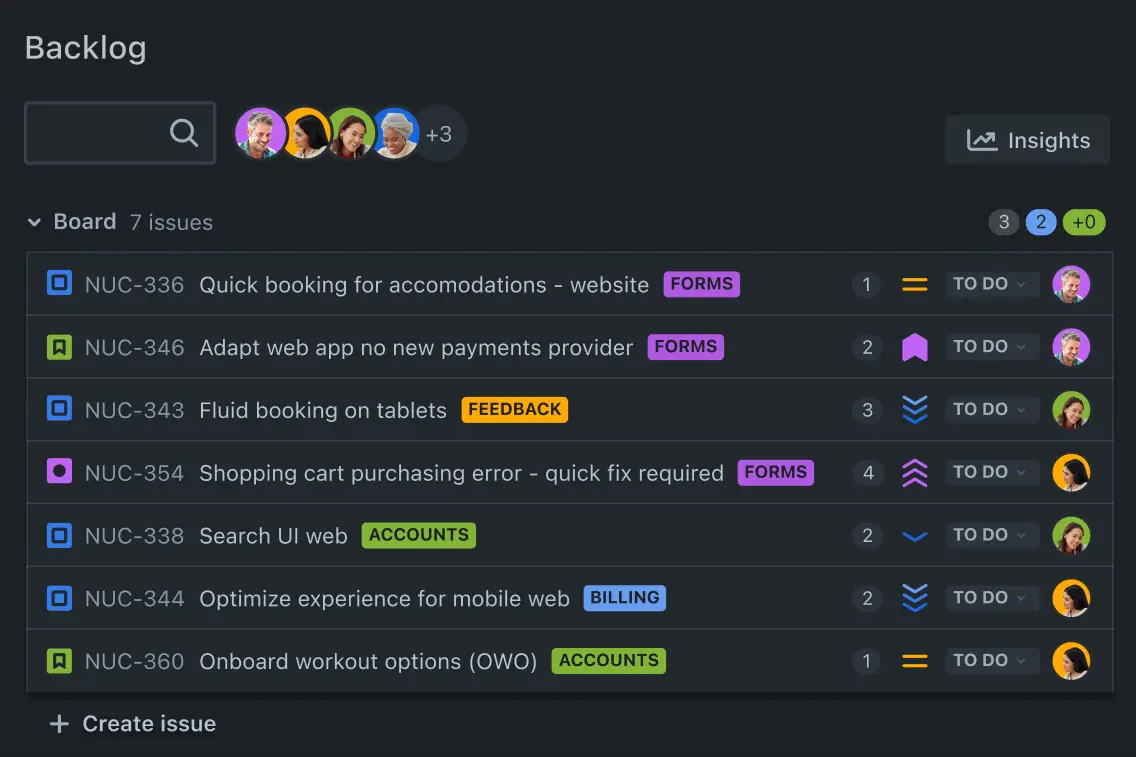 Backlog
+3
Insights
Board 7 issues 3 2 +0
NUC-336 Quick booking for accomodations - website FORMS 1 TO DO
NUC-346 Adapt web app no new payments provider FORMS 2 TO DO
NUC-343 Fluid booking on tablets FEEDBACK 3 TO DO
NUC-354 Shopping cart purchasing error - quick fix required FORMS 4 TO DO
NUC-338 Search UI web ACCOUNTS 2 TO DO
NUC-344 Optimize experience for mobile web BILLING 2 TO DO
NUC-360 Onboard workout options (OWO) ACCOUNTS 1 TO DO
+ Create issue